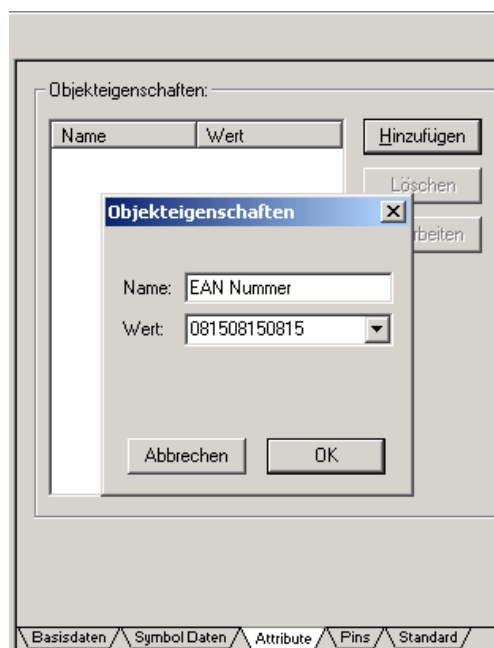 Objekteigenschaften:
Name Wert
Hinzufügen
Löschen
rbeiten
Objekteigenschaften
Name: EAN Nummer
Wert: 081508150815
Abbrechen OK
Basisdaten Symbol Daten Attribute Pins Standard